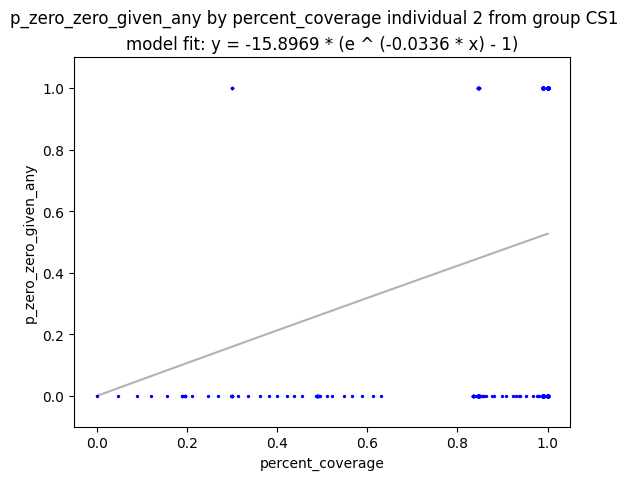 p_zero_zero_given_any by percent_coverage individual 2 from group CS1
model fit: y = -15.8969 * (e ^ (-0.0336 * x) - 1)
1.0
0.8
0.6
0.4
0.2
0.0
p_zero_zero_given_any
0.0 0.2 0.4 0.6 0.8 1.0
percent_coverage